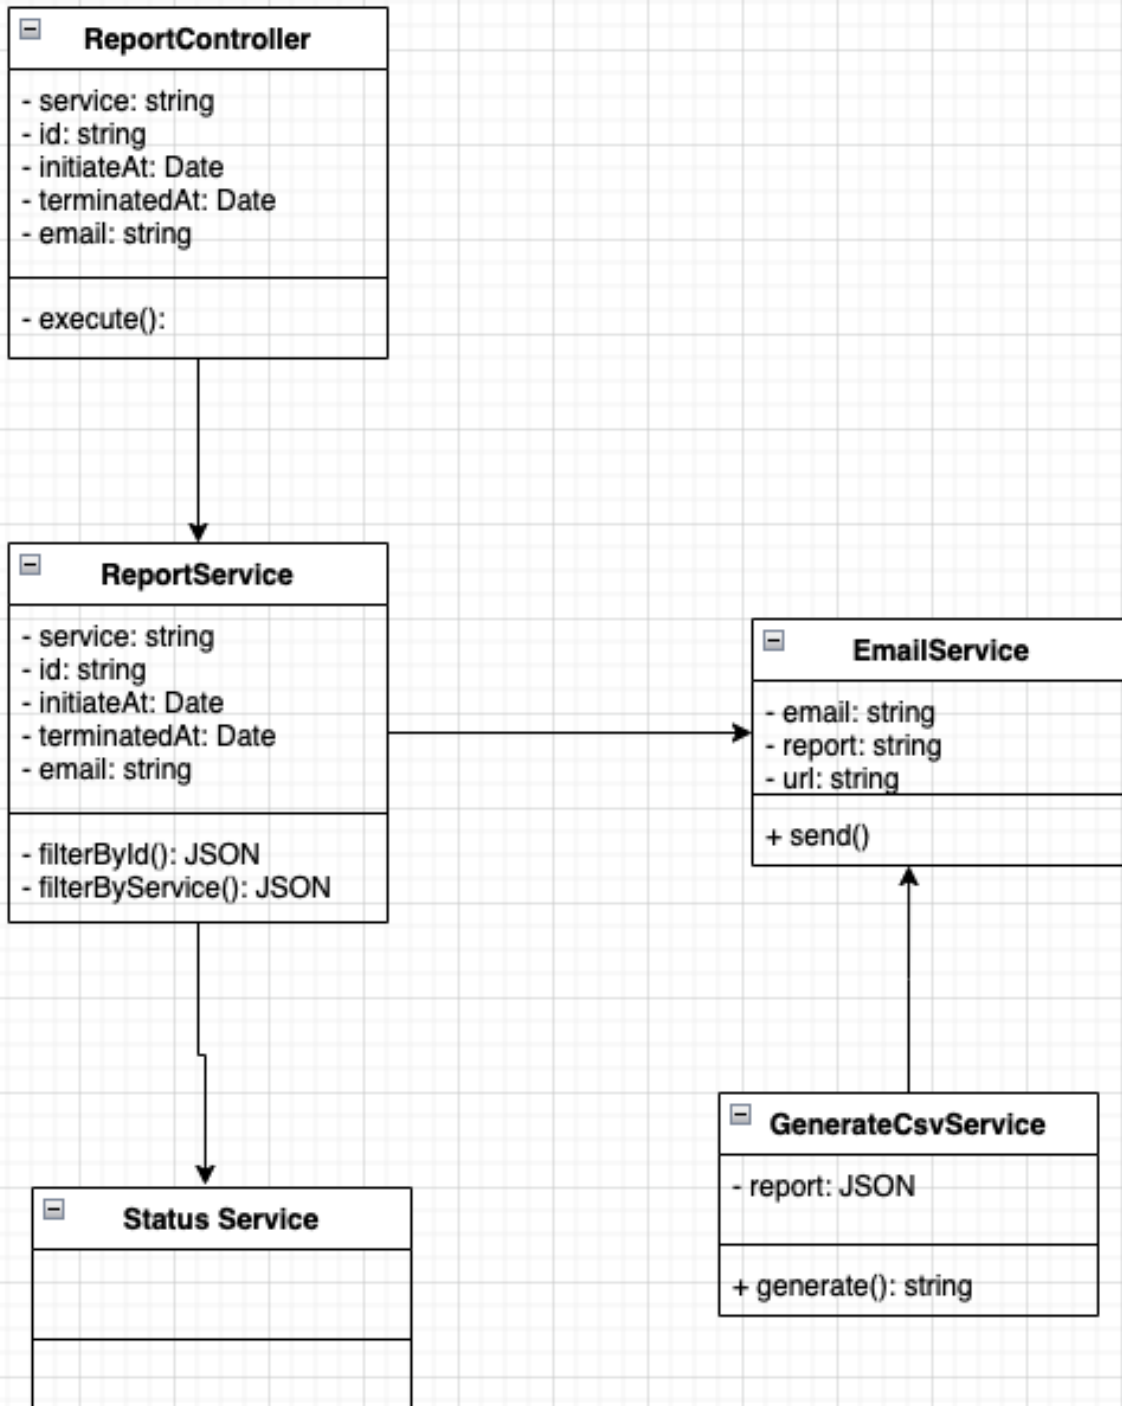 ReportController
- service: string
- id: string
- initiateAt: Date
- terminatedAt: Date
- email: string
- execute():
ReportService
- service: string
- id: string
- initiateAt: Date
- terminatedAt: Date
- email: string
- filterById(): JSON
- filterByService(): JSON
EmailService
- email: string
- report: string
- url: string
+ send()
GenerateCsvService
- report: JSON
+ generate(): string
Status Service